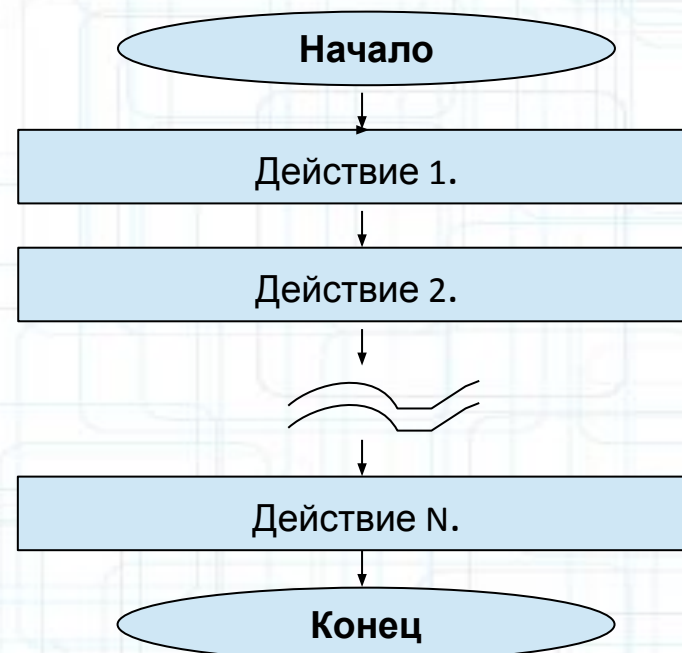 Начало
Действие 1.
Действие 2.
Действие N.
Конец